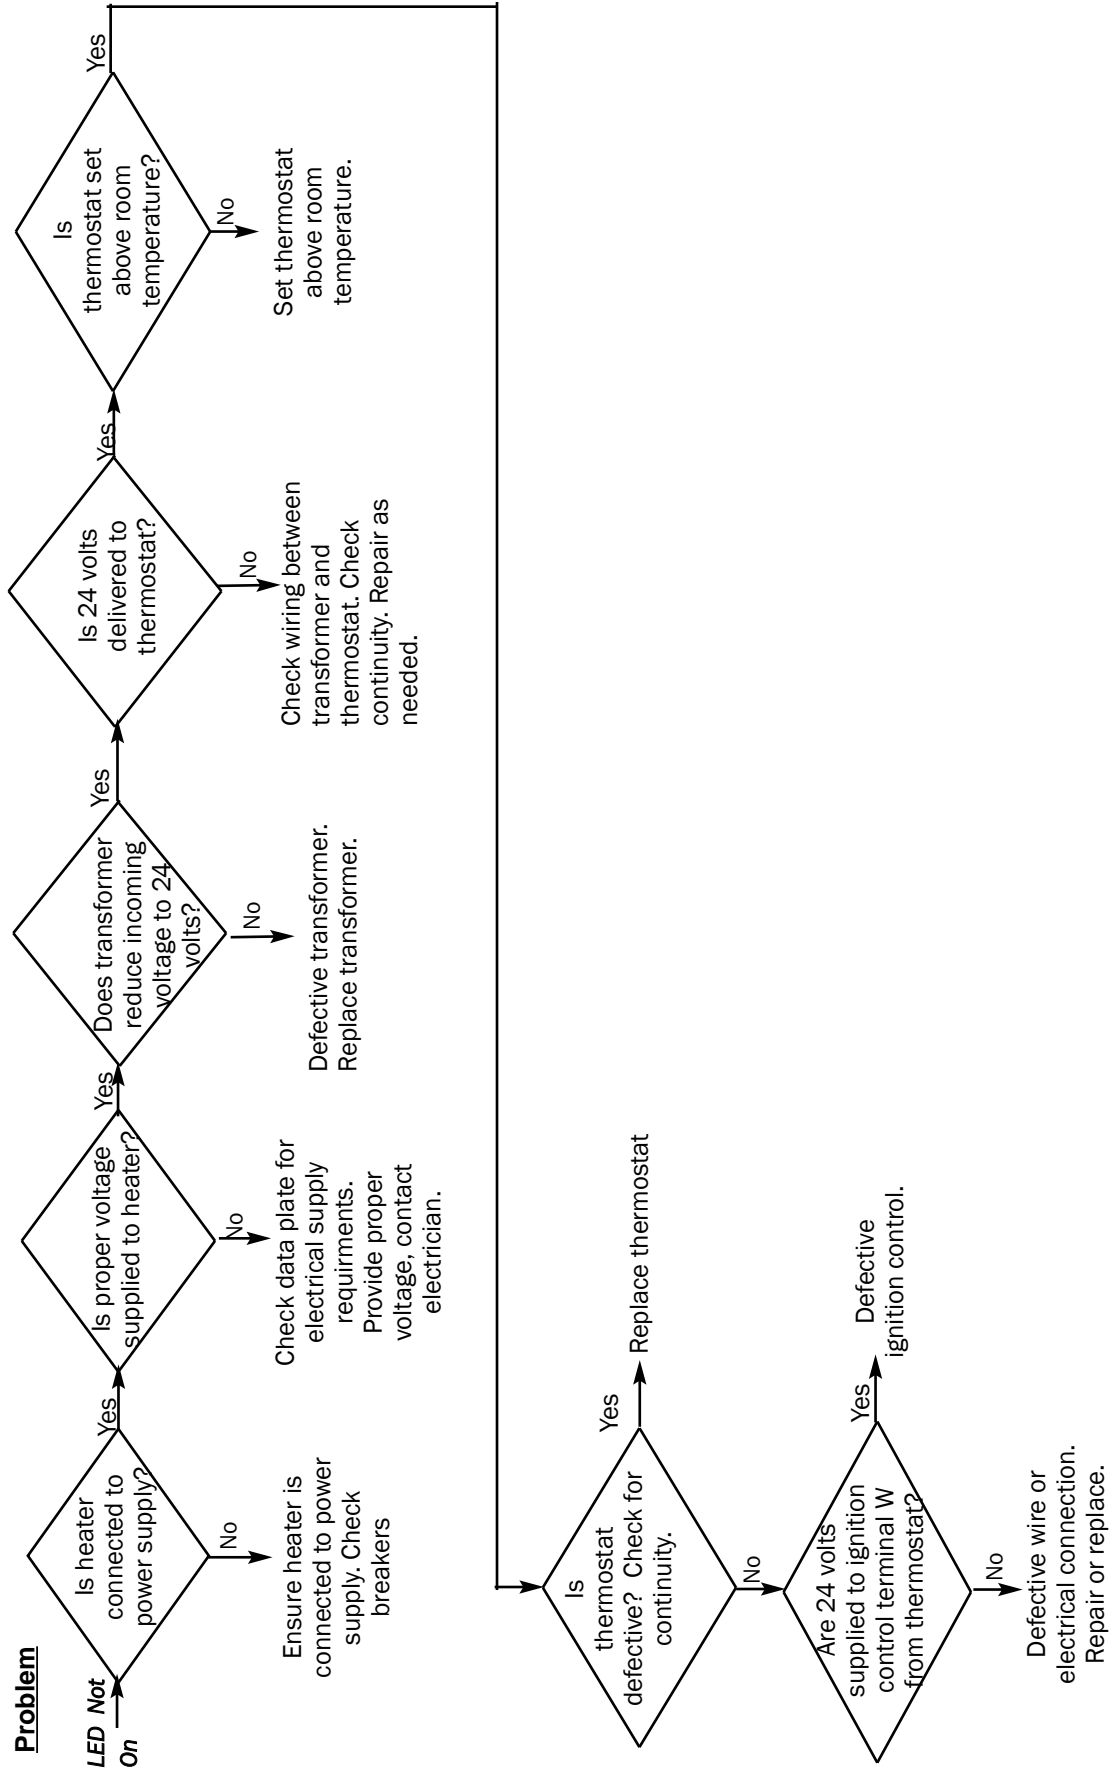 Problem
LED Not
On
Is heater
connected to
power supply?
Yes
No
Ensure heater is
connected to power
supply. Check
breakers
Is proper voltage
supplied to heater?
Yes
No
Check data plate for
electrical supply
requirments.
Provide proper
voltage, contact
electrician.
Does transformer
reduce incoming
voltage to 24
volts?
Yes
No
Defective transformer.
Replace transformer.
Is 24 volts
delivered to
thermostat?
Yes
No
Check wiring between
transformer and
thermostat. Check
continuity. Repair as
needed.
Is
thermostat set
above room
temperature?
Yes
No
Set thermostat
above room
temperature.
Is
thermostat
defective? Check for
continuity.
Yes
Replace thermostat
No
Are 24 volts
supplied to ignition
control terminal W
from thermostat?
Yes
Defective
ignition control.
No
Defective wire or
electrical connection.
Repair or replace.